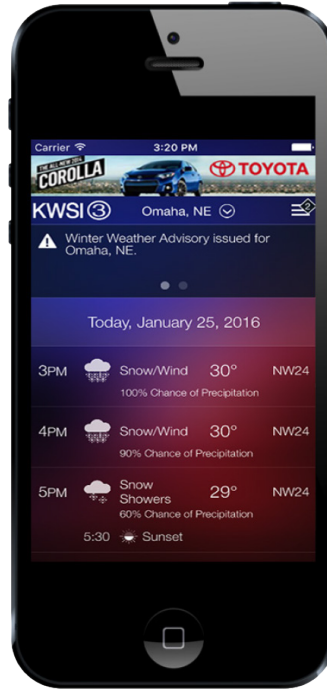 Carrier 3:20 PM
THE ALL-NEW 2014
COROLLA
TOYOTA
KWSI 3 Omaha, NE 2
Winter Weather Advisory issued for
Omaha, NE.
Today, January 25, 2016
3PM Snow/Wind 30° NW24
100% Chance of Precipitation
4PM Snow/Wind 30° NW24
90% Chance of Precipitation
5PM Snow
Showers 29° NW24
60% Chance of Precipitation
5:30 Sunset